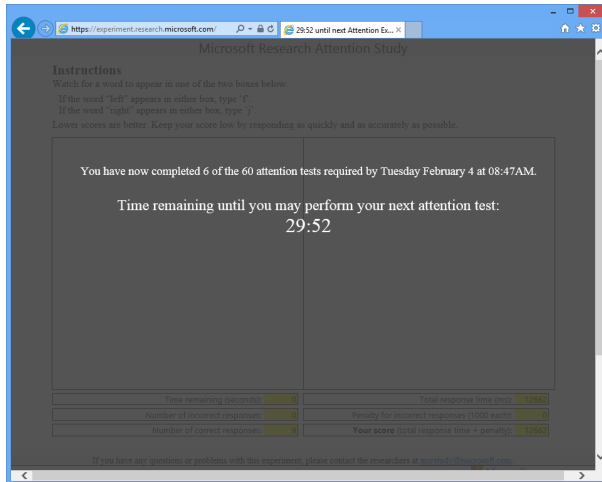 https://experiment.research.microsoft.com/
29:52 until next Attention Ex...
Microsoft Research Attention Study
Instructions
Watch for a word to appear in one of the two boxes below.
If the word "left" appears in either box, type 'f'
If the word "right" appears in either box, type 'j'
Lower scores are better. Keep your score low by responding as quickly and as accurately as possible.
You have now completed 6 of the 60 attention tests required by Tuesday February 4 at 08:47AM.
Time remaining until you may perform your next attention test:
29:52
Time remaining (seconds): 0
Total response time (ms): 12862
Number of incorrect responses: 0
Penalty for incorrect responses (1000 each): 0
Number of correct responses:
Your score (total response time + penalty): 12862
If you have any questions or problems with this experiment, please contact the researchers at